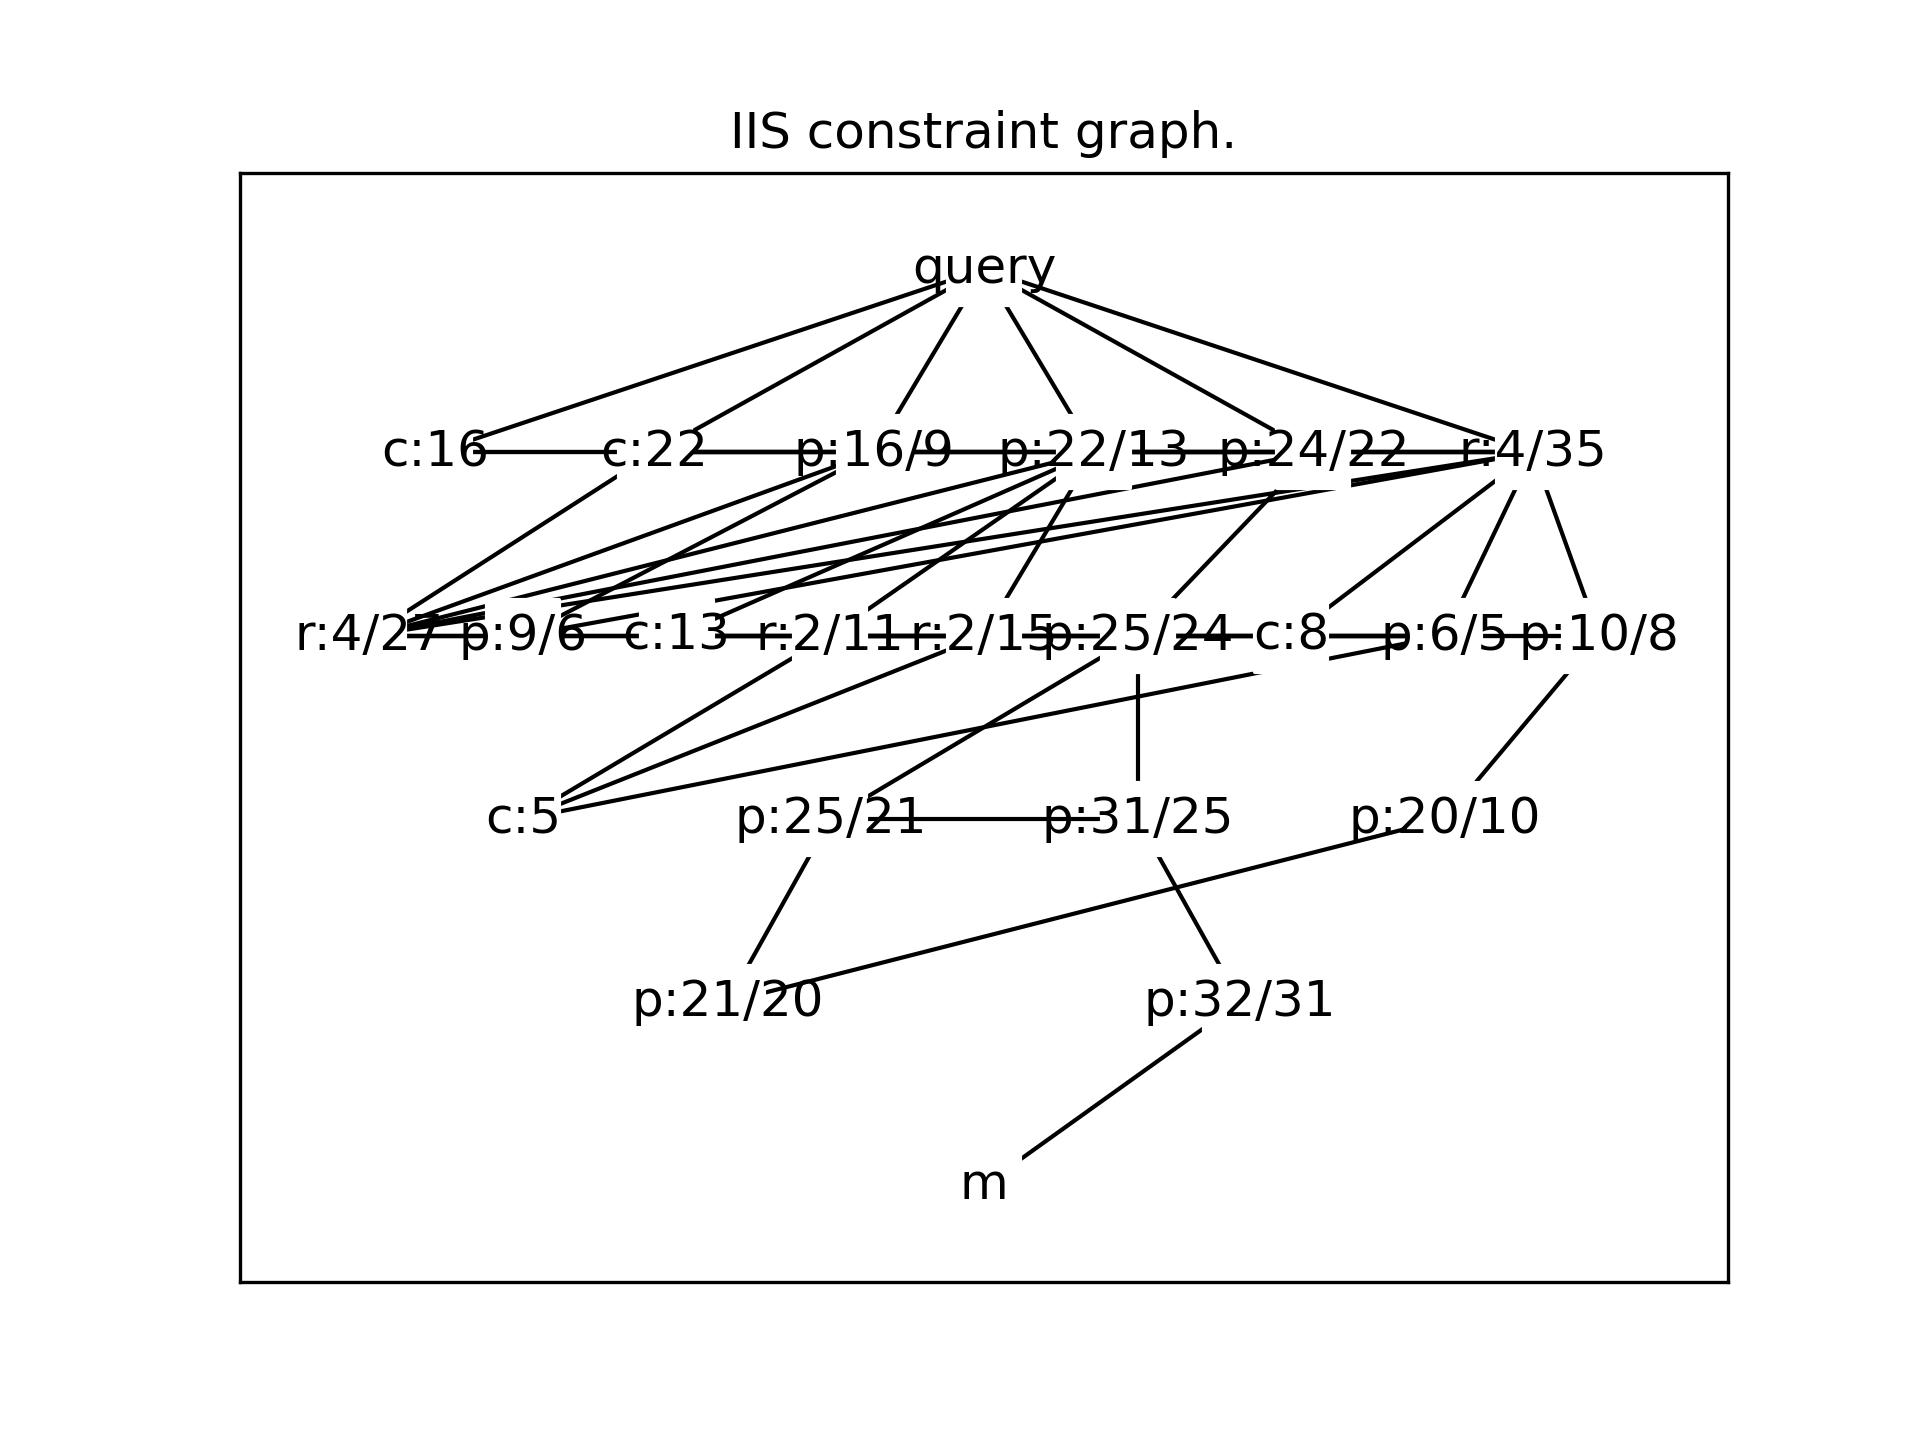 IIS constraint graph.
query
c:16 c:22 p:16/9 p:22/13 p:24/22 r:4/35
r:4/27 p:9/6 c:13 r:2/11 r:2/15 p:25/24 c:8 p:6/5 p:10/8
c:5 p:25/21 p:31/25 p:20/10
p:21/20 p:32/31
m